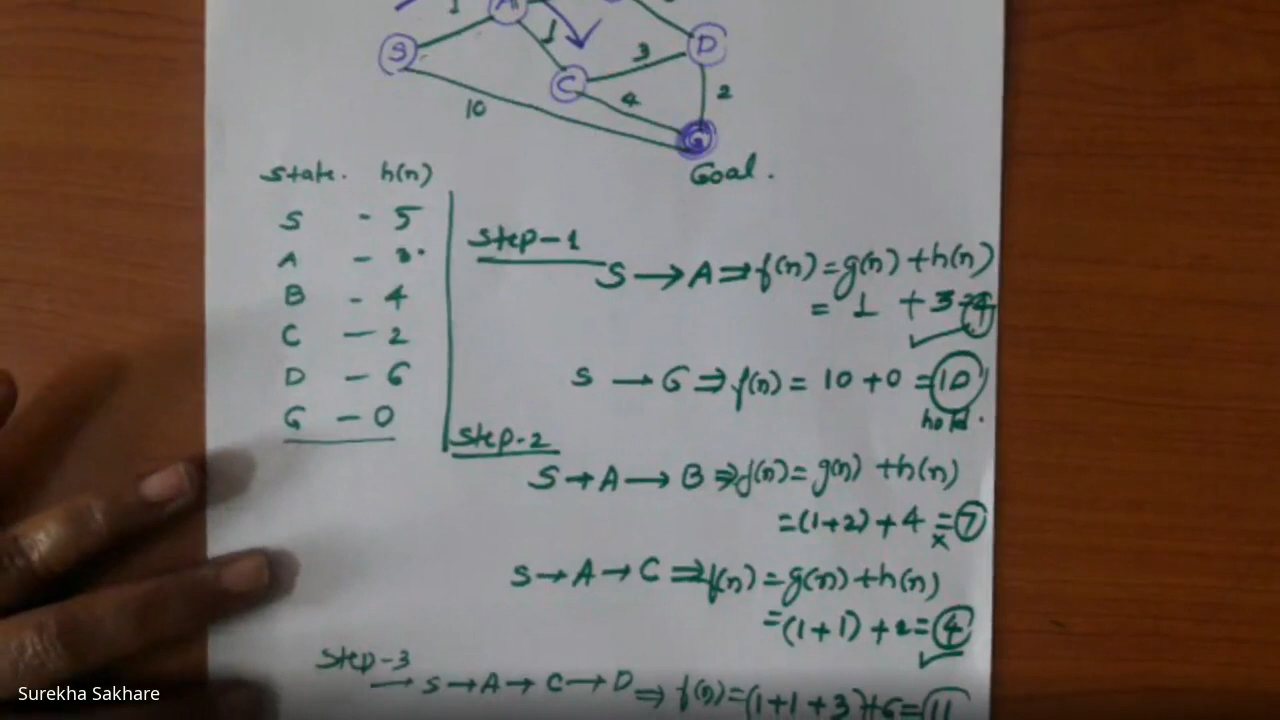 1
A
1
S
D
3
C
4
2
10
G
Goal.
State. h(n)
S - 5
A - 3.
B - 4
C - 2
D - 6
G - 0
Step-1
S → A ⇒ f(n) = g(n) + h(n)
= 1 + 3 = 4
S → G ⇒ f(n) = 10 + 0 = 10
hold.
Step-2
S → A → B ⇒ f(n) = g(n) + h(n)
= (1+2) + 4 = 7
x
S → A → C ⇒ f(n) = g(n) + h(n)
= (1+1) + 2 = 4
Step-3
S → A → C → D ⇒ f(n) = (1+1+3)+6 = 11
Surekha Sakhare